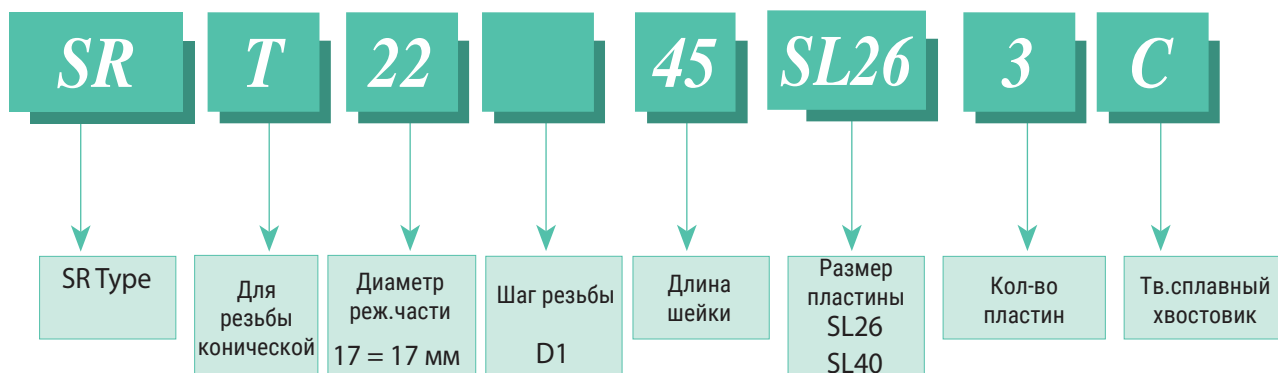 SR T 22 45 SL26 3 C
SR Type
Для
резьбы
конической
Диаметр
реж.части
17 = 17 мм
Шаг резьбы
D1
Длина
шейки
Размер
пластины
SL26
SL40
Кол-во
пластин
Тв.сплавный
хвостовик